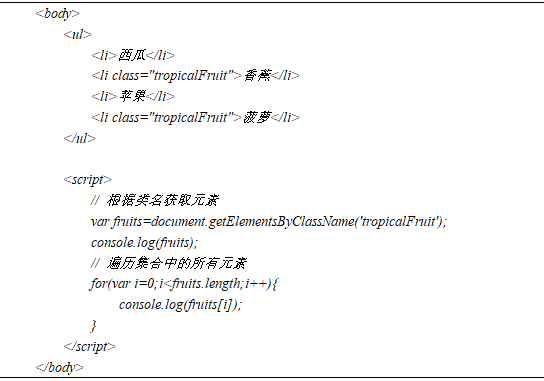 <body>
<ul>
<li>西瓜</li>
<li class="tropicalFruit">香蕉</li>
<li>苹果</li>
<li class="tropicalFruit">菠萝</li>
</ul>
<script>
// 根据类名获取元素
var fruits=document.getElementsByClassName('tropicalFruit');
console.log(fruits);
// 遍历集合中的所有元素
for(var i=0;i<fruits.length;i++){
console.log(fruits[i]);
}
</script>
</body>